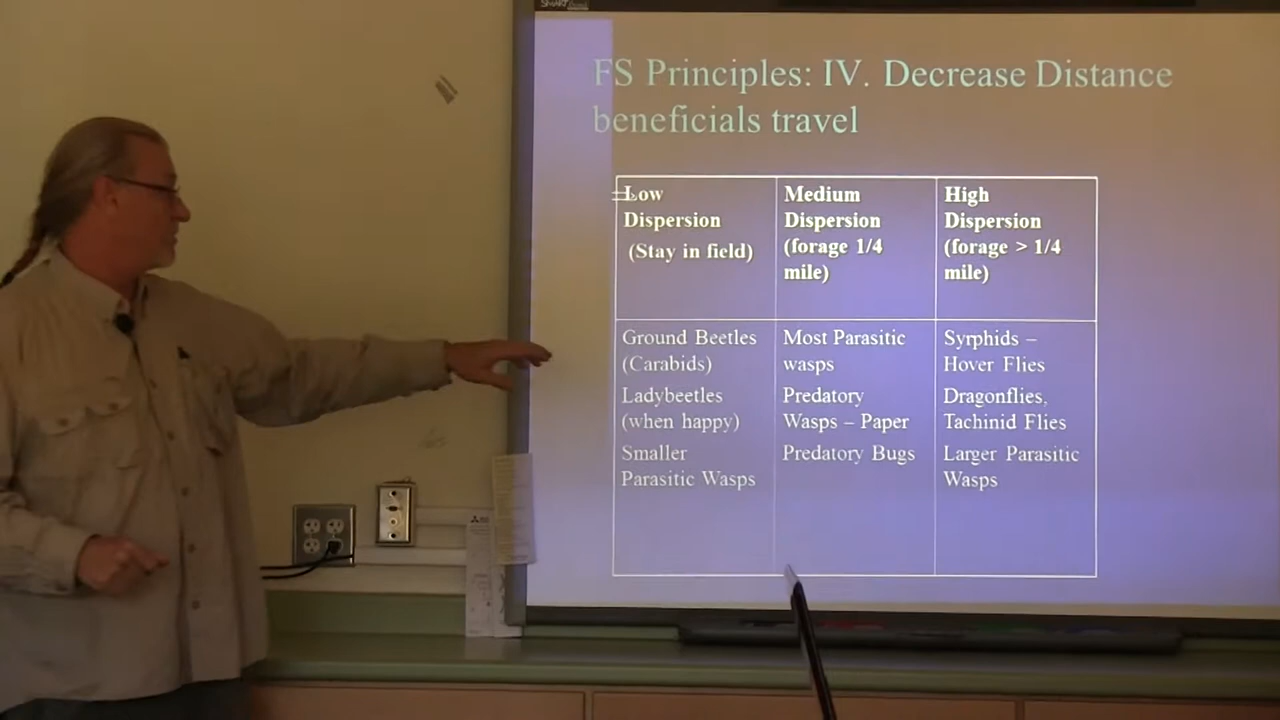 SMART
FS Principles: IV. Decrease Distance
beneficials travel
Low
Dispersion
(Stay in field)
Medium
Dispersion
(forage 1/4
mile)
High
Dispersion
(forage > 1/4
mile)
Ground Beetles
(Carabids)
Ladybeetles
(when happy)
Smaller
Parasitic Wasps
Most Parasitic
wasps
Predatory
Wasps – Paper
Predatory Bugs
Syrphids –
Hover Flies
Dragonflies,
Tachinid Flies
Larger Parasitic
Wasps